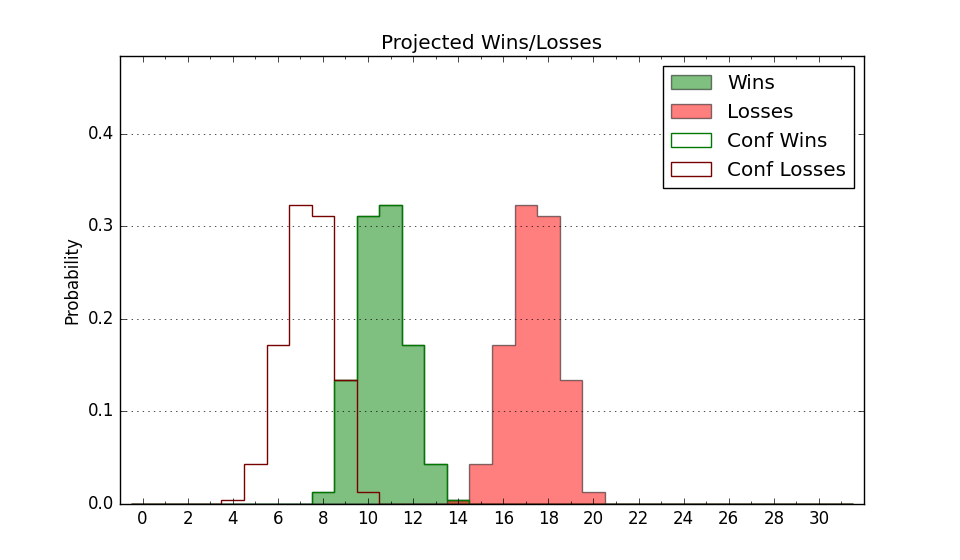 Projected Wins/Losses
Wins
Losses
Conf Wins
Conf Losses
Probability
0.4
0.3
0.2
0.1
0.0
0 2 4 6 8 10 12 14 16 18 20 22 24 26 28 30